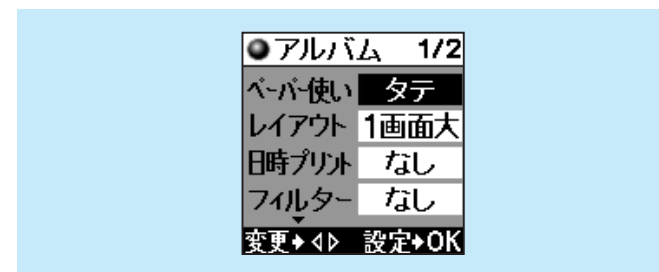 ●アルバム 1/2
ペーパー使い タテ
レイアウト 1画面大
日時プリント なし
フィルター なし
変更➧◁▷ 設定➧OK